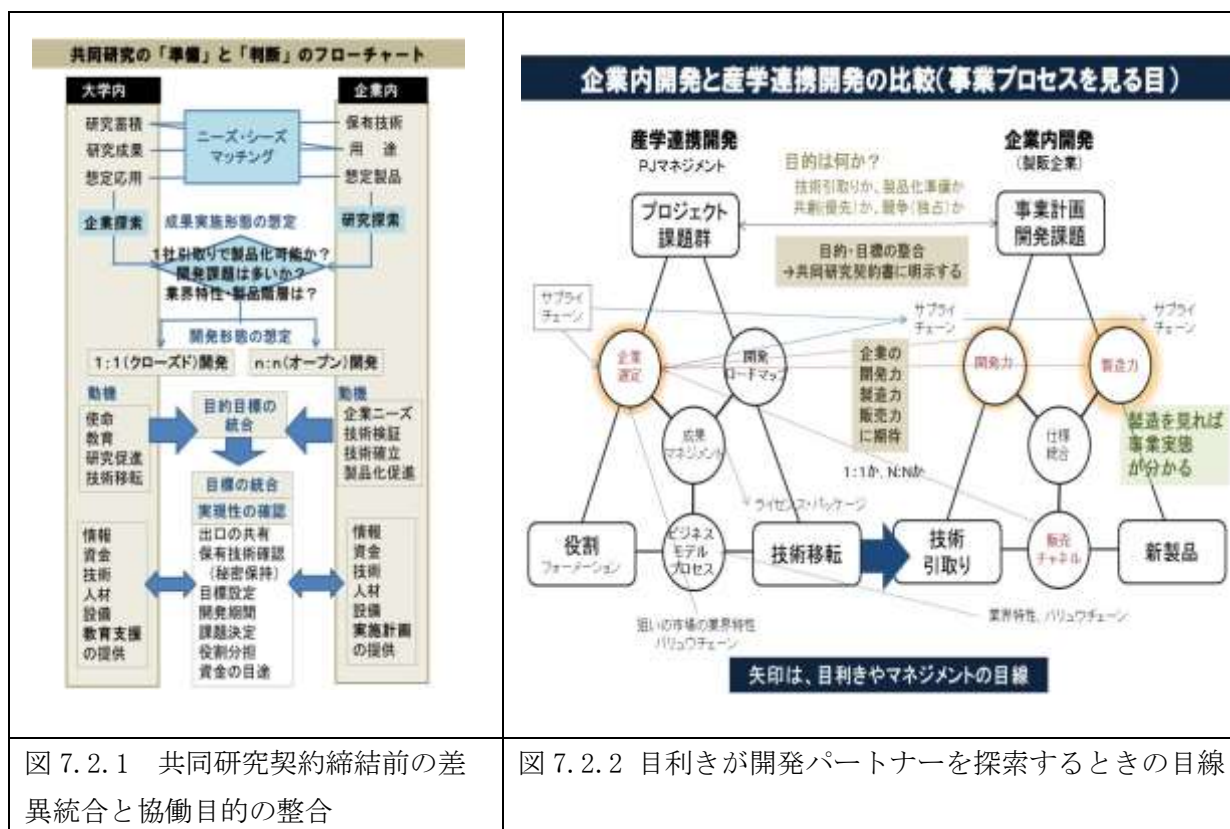 共同研究の「準備」と「判断」のフローチャート
大学内
企業内
研究蓄積
研究成果
想定応用
ニーズ・シーズ
マッチング
保有技術
用　途
想定製品
企業探索
成果実施形態の想定
研究探索
1社引取りで製品化可能か？
開発課題は多いか？
業界特性・製品階層は？
開発形態の想定
1:1(クローズド)開発
n:n(オープン)開発
動機
使命
教育
研究促進
技術移転
目的目標の
統合
動機
企業ニーズ
技術検証
技術確立
製品化促進
目標の統合
実現性の確認
出口の共有
保有技術確認
(秘密保持)
目標設定
開発期間
課題決定
役割分担
資金の目途
情報
資金
技術
人材
設備
教育支援
の提供
情報
資金
技術
人材
設備
実施計画
の提供
図 7.2.1　共同研究契約締結前の差
異統合と協働目的の整合
企業内開発と産学連携開発の比較(事業プロセスを見る目)
産学連携開発
PJマネジメント
目的は何か？
技術引取りか、製品化準備か
共創(優先)か、競争(独占)か
企業内開発
(製販企業)
プロジェクト
課題群
事業計画
開発課題
目的・目標の整合
→共同研究契約書に明示する
サプライ
チェーン
サプライ
チェーン
サプライ
チェーン
企業
選定
開発
ロードマップ
企業の
開発力
製造力
販売力
に期待
開発力
製造力
成果
マネジメント
仕様
統合
製造を見れば
事業実態
が分かる
1:1か、N:Nか
ライセンス・パッケージ
役割
フォーメーション
ビジネス
モデル
プロセス
技術移転
技術
引取り
販売
チャネル
新製品
狙いの市場の業界特性
バリュウチェーン
業界特性、バリュウチェーン
矢印は、目利きやマネジメントの目線
図 7.2.2 目利きが開発パートナーを探索するときの目線